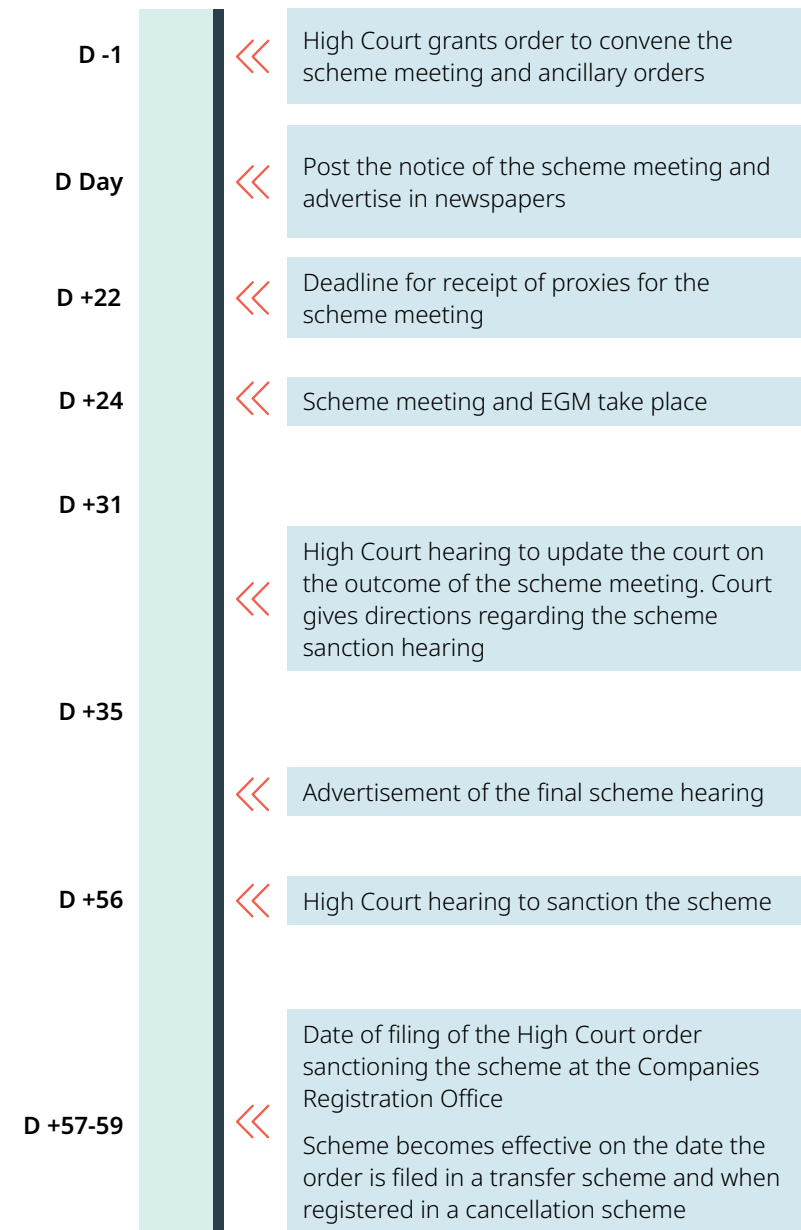 D -1
High Court grants order to convene the
scheme meeting and ancillary orders
D Day
Post the notice of the scheme meeting and
advertise in newspapers
D +22
Deadline for receipt of proxies for the
scheme meeting
D +24
Scheme meeting and EGM take place
D +31
High Court hearing to update the court on
the outcome of the scheme meeting. Court
gives directions regarding the scheme
sanction hearing
D +35
Advertisement of the final scheme hearing
D +56
High Court hearing to sanction the scheme
D +57-59
Date of filing of the High Court order
sanctioning the scheme at the Companies
Registration Office
Scheme becomes effective on the date the
order is filed in a transfer scheme and when
registered in a cancellation scheme